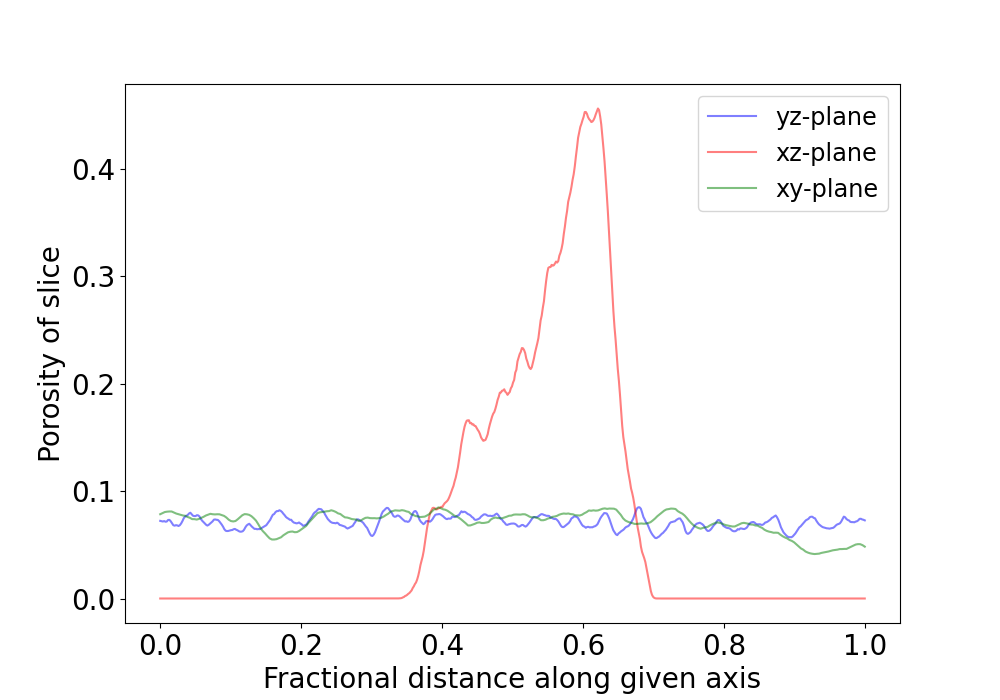 yz-plane
xz-plane
xy-plane
Porosity of slice
0.4
0.3
0.2
0.1
0.0
0.0 0.2 0.4 0.6 0.8 1.0
Fractional distance along given axis